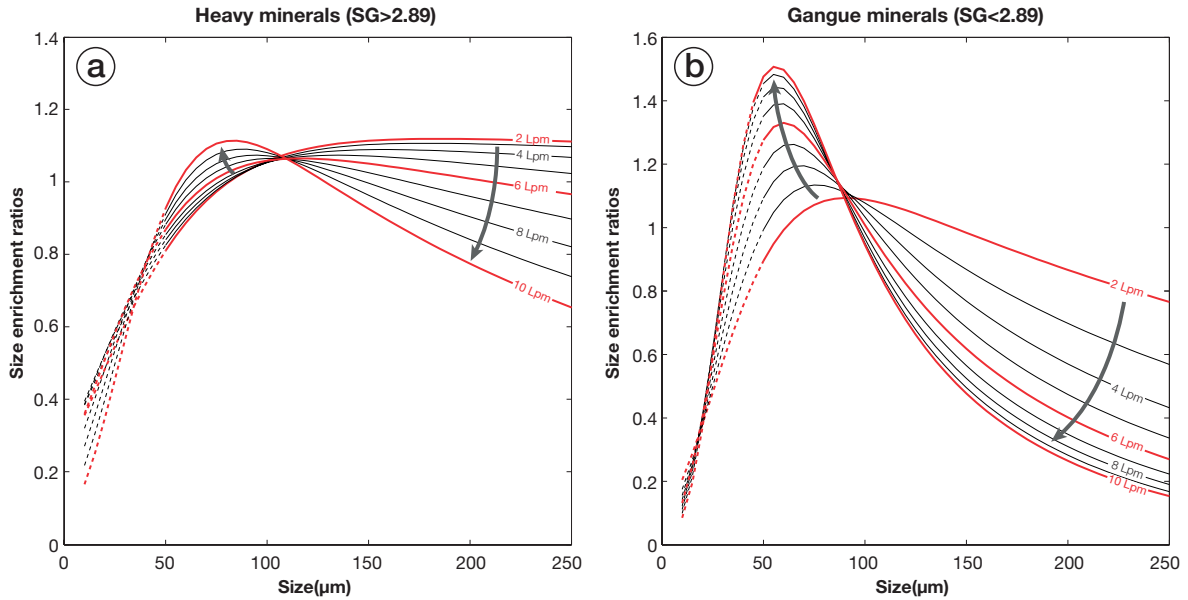 Heavy minerals (SG>2.89)
a
Size enrichment ratios
1.4
1.2
1
0.8
0.6
0.4
0.2
0
0
50
100
150
200
250
Size(µm)
2 Lpm
4 Lpm
6 Lpm
8 Lpm
10 Lpm
Gangue minerals (SG<2.89)
b
Size enrichment ratios
1.6
1.4
1.2
1
0.8
0.6
0.4
0.2
0
0
50
100
150
200
250
Size(µm)
2 Lpm
4 Lpm
6 Lpm
8 Lpm
10 Lpm